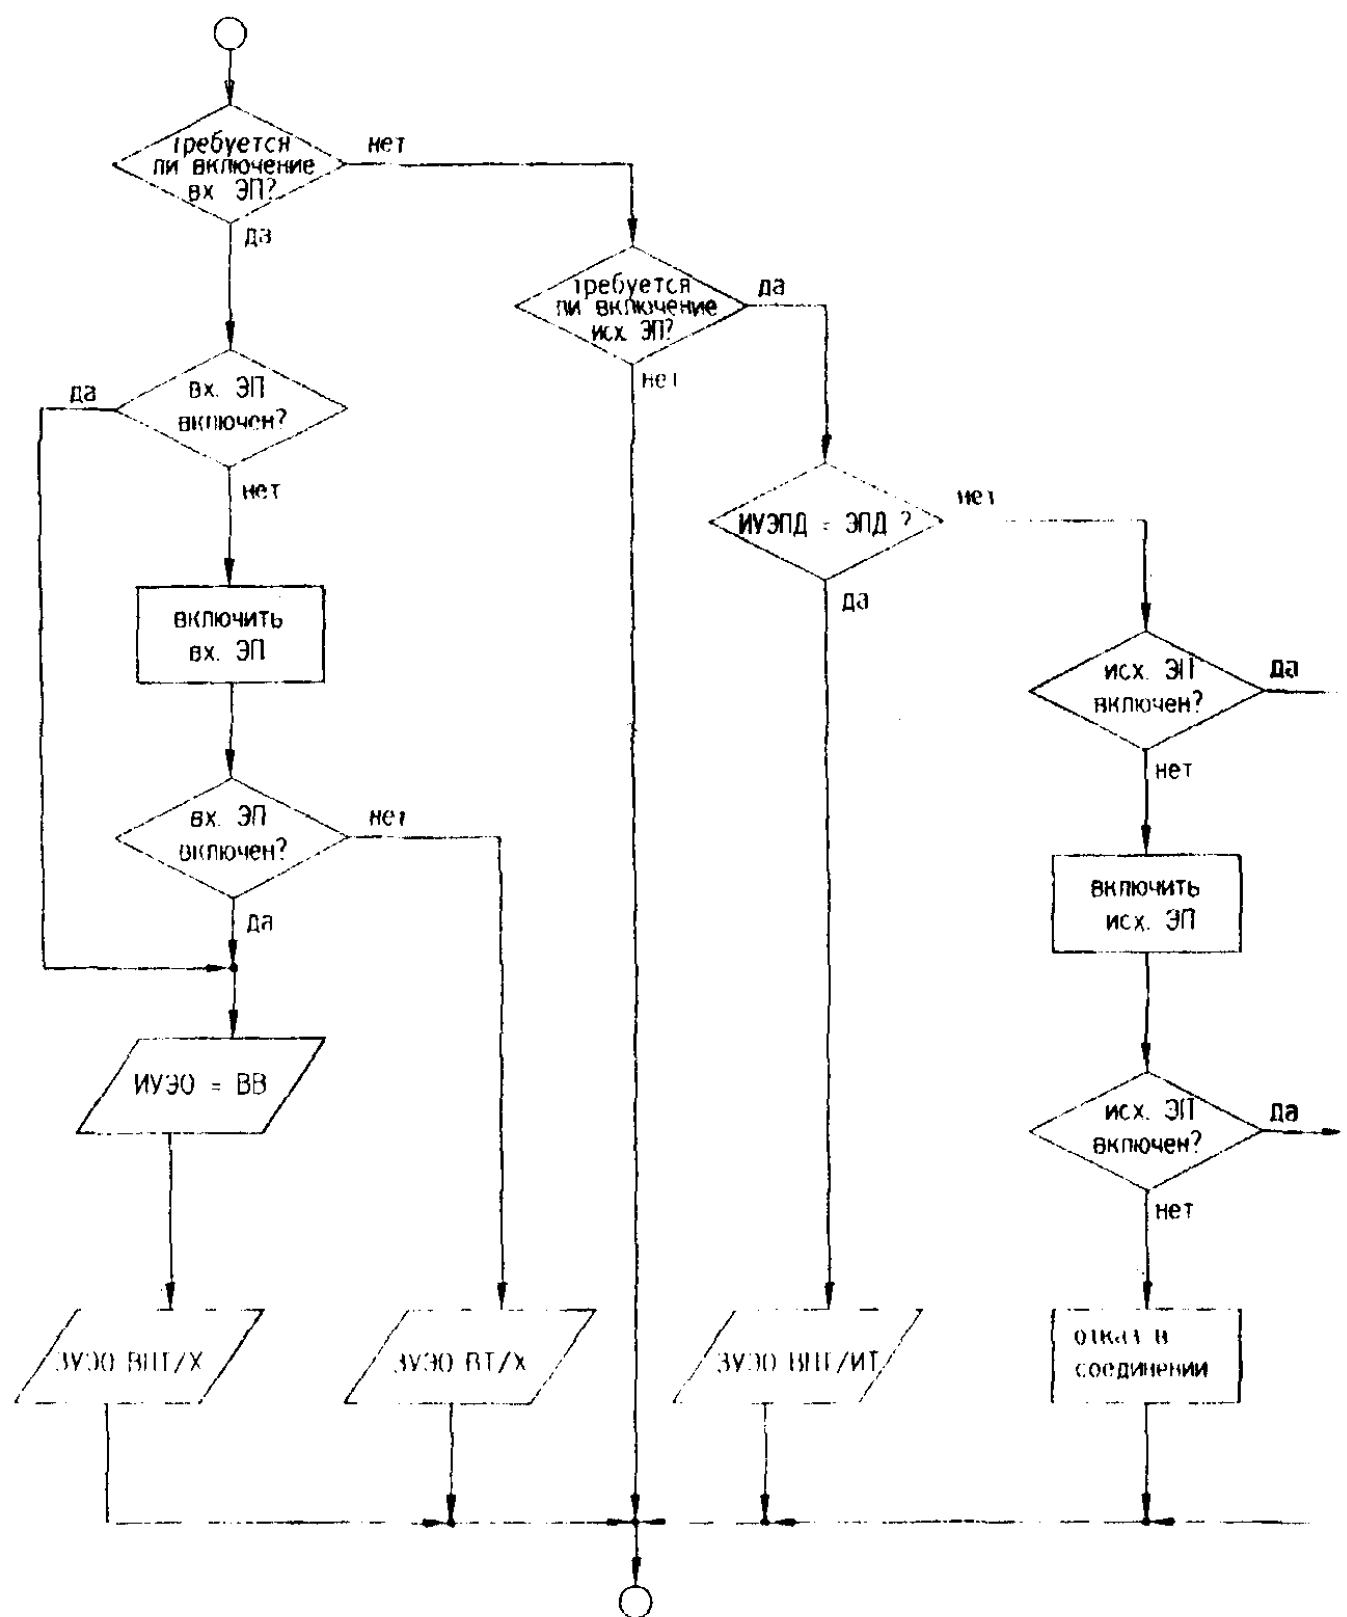 требуется
ли включение
вх. ЭП?
нет
да
требуется
ли включение
исх. ЭП?
да
нет
вх. ЭП
включен?
да
нет
ИУЭПД = ЭПД ?
нет
да
включить
вх. ЭП
исх. ЭП
включен?
да
нет
вх. ЭП
включен?
нет
да
включить
исх. ЭП
ИУЭО = ВВ
исх. ЭП
включен?
да
нет
ЗУЭО ВПТ/Х
ЗУЭО ВТ/Х
ЗУЭО ВПТ/ИТ
отказ в
соединении